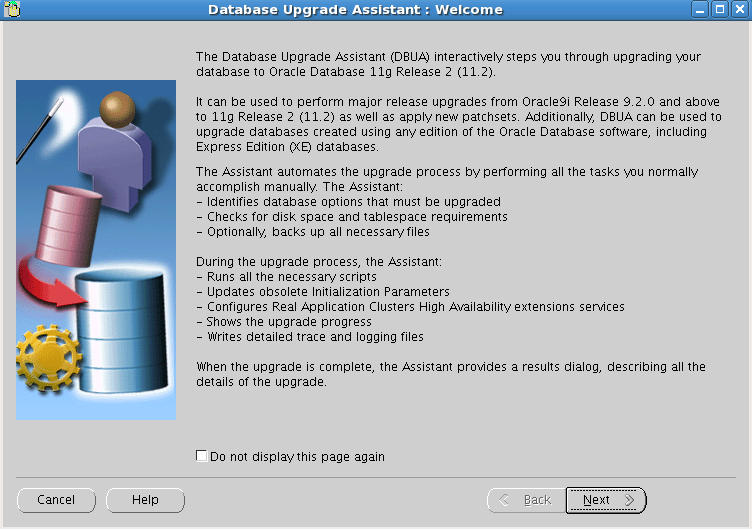 Database Upgrade Assistant : Welcome
The Database Upgrade Assistant (DBUA) interactively steps you through upgrading your
database to Oracle Database 11g Release 2 (11.2).
It can be used to perform major release upgrades from Oracle9i Release 9.2.0 and above
to 11g Release 2 (11.2) as well as apply new patchsets. Additionally, DBUA can be used to
upgrade databases created using any edition of the Oracle Database software, including
Express Edition (XE) databases.
The Assistant automates the upgrade process by performing all the tasks you normally
accomplish manually. The Assistant:
- Identifies database options that must be upgraded
- Checks for disk space and tablespace requirements
- Optionally, backs up all necessary files
During the upgrade process, the Assistant:
- Runs all the necessary scripts
- Updates obsolete Initialization Parameters
- Configures Real Application Clusters High Availability extensions services
- Shows the upgrade progress
- Writes detailed trace and logging files
When the upgrade is complete, the Assistant provides a results dialog, describing all the
details of the upgrade.
Do not display this page again
Cancel Help Back Next